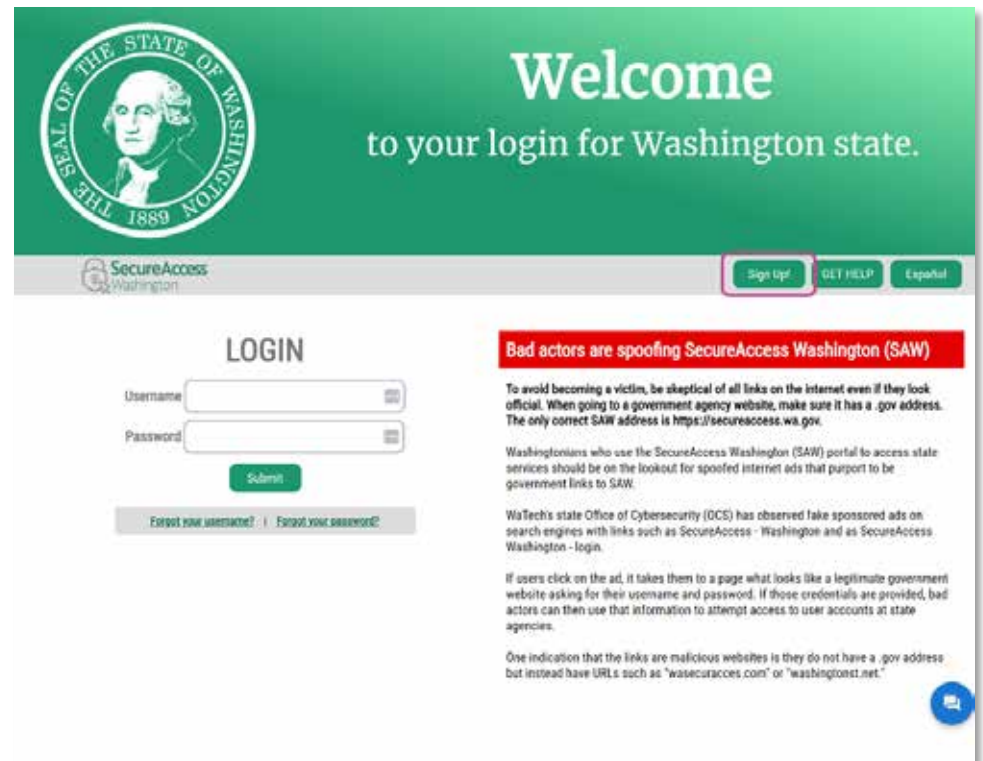 THE SEAL OF THE STATE OF WASHINGTON
1889
Welcome
to your login for Washington state.
SecureAccess
Washington
Sign Up!
GET HELP
Español
LOGIN
Username
Password
Submit
Forgot your username? | Forgot your password?
Bad actors are spoofing SecureAccess Washington (SAW)
To avoid becoming a victim, be skeptical of all links on the internet even if they look
official. When going to a government agency website, make sure it has a .gov address.
The only correct SAW address is https://secureaccess.wa.gov.
Washingtonians who use the SecureAccess Washington (SAW) portal to access state
services should be on the lookout for spoofed internet ads that purport to be
government links to SAW.
WaTech's state Office of Cybersecurity (OCS) has observed fake sponsored ads on
search engines with links such as SecureAccess - Washington and as SecureAccess
Washington - login.
If users click on the ad, it takes them to a page what looks like a legitimate government
website asking for their username and password. If those credentials are provided, bad
actors can then use that information to attempt access to user accounts at state
agencies.
One indication that the links are malicious websites is they do not have a .gov address
but instead have URLs such as "wasecuracces.com" or "washingtonst.net."